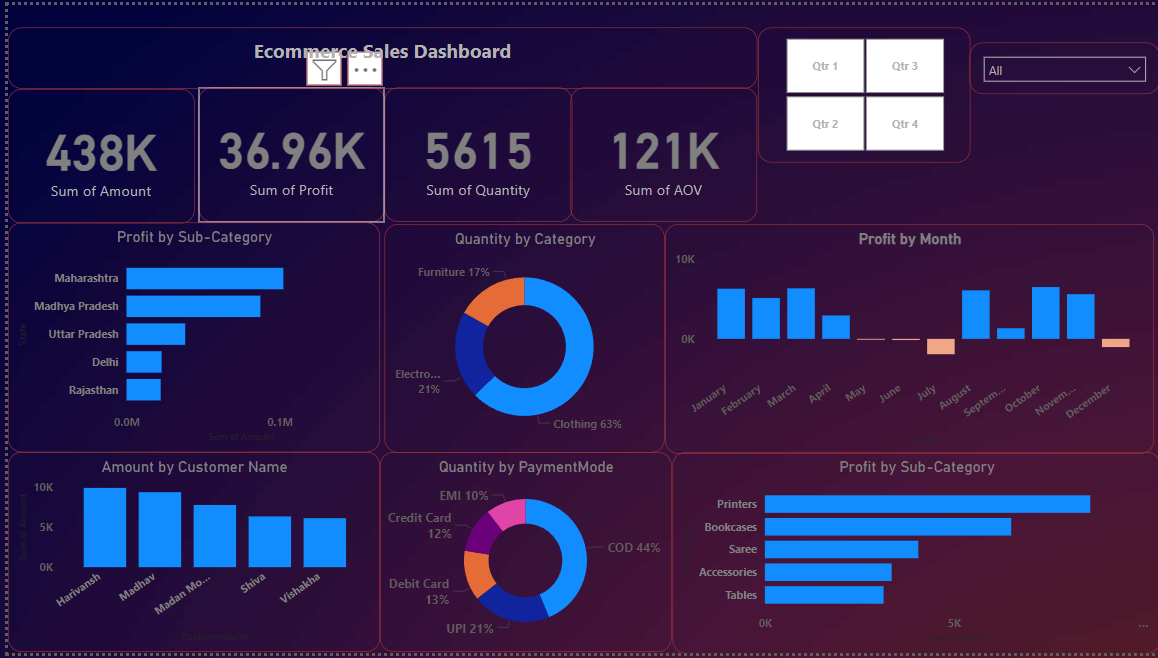 Ecommerce Sales Dashboard
Qtr 1
Qtr 3
Qtr 2
Qtr 4
All
438K
Sum of Amount
36.96K
Sum of Profit
5615
Sum of Quantity
121K
Sum of AOV
Profit by Sub-Category
State
Maharashtra
Madhya Pradesh
Uttar Pradesh
Delhi
Rajasthan
0.0M
0.1M
Sum of Amount
Quantity by Category
Furniture 17%
Electro...
21%
Clothing 63%
Profit by Month
10K
0K
January
February
March
April
May
June
July
August
Septem...
October
Novem...
December
Amount by Customer Name
Sum of Amount
10K
5K
0K
Harivansh
Madhav
Madan Mo...
Shiva
Vishakha
CustomerName
Quantity by PaymentMode
EMI 10%
Credit Card
12%
Debit Card
13%
UPI 21%
COD 44%
Profit by Sub-Category
Printers
Bookcases
Saree
Accessories
Tables
0K
5K
Sum of Profit
...